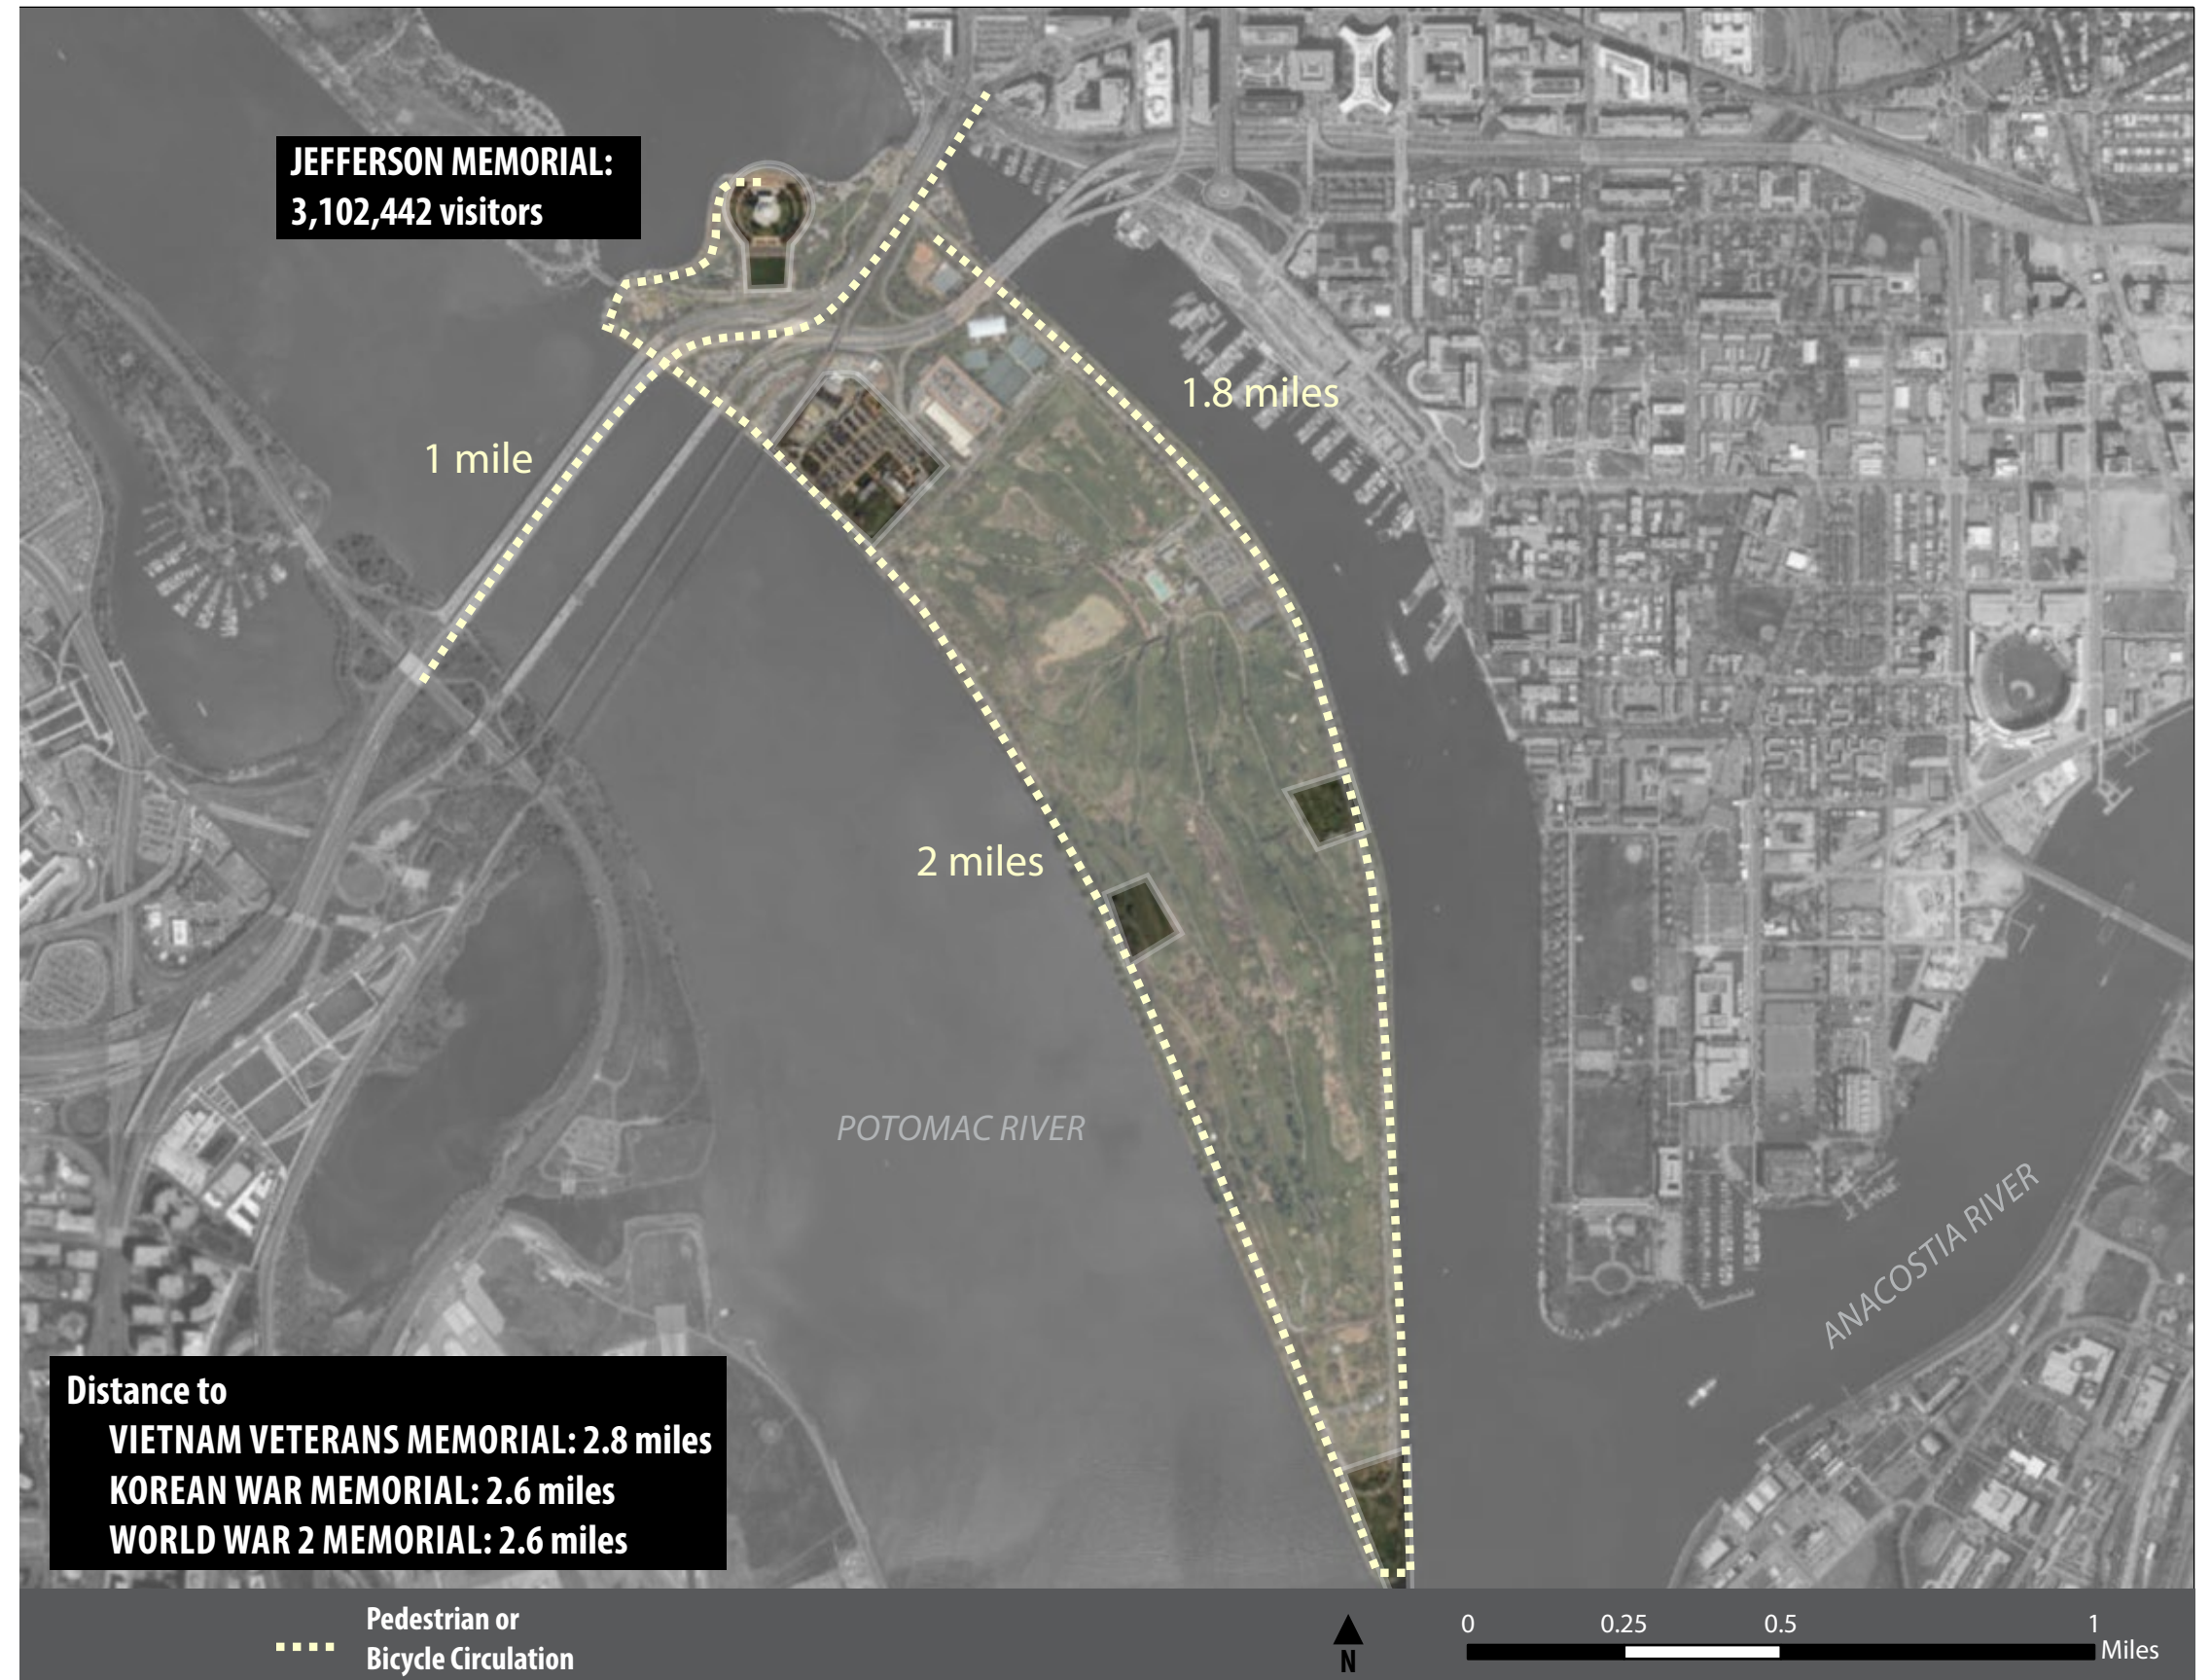 JEFFERSON MEMORIAL:
3,102,442 visitors
1.8 miles
1 mile
2 miles
POTOMAC RIVER
ANACOSTIA RIVER
Distance to
VIETNAM VETERANS MEMORIAL: 2.8 miles
KOREAN WAR MEMORIAL: 2.6 miles
WORLD WAR 2 MEMORIAL: 2.6 miles
Pedestrian or
Bicycle Circulation
N
0 0.25 0.5 1
Miles